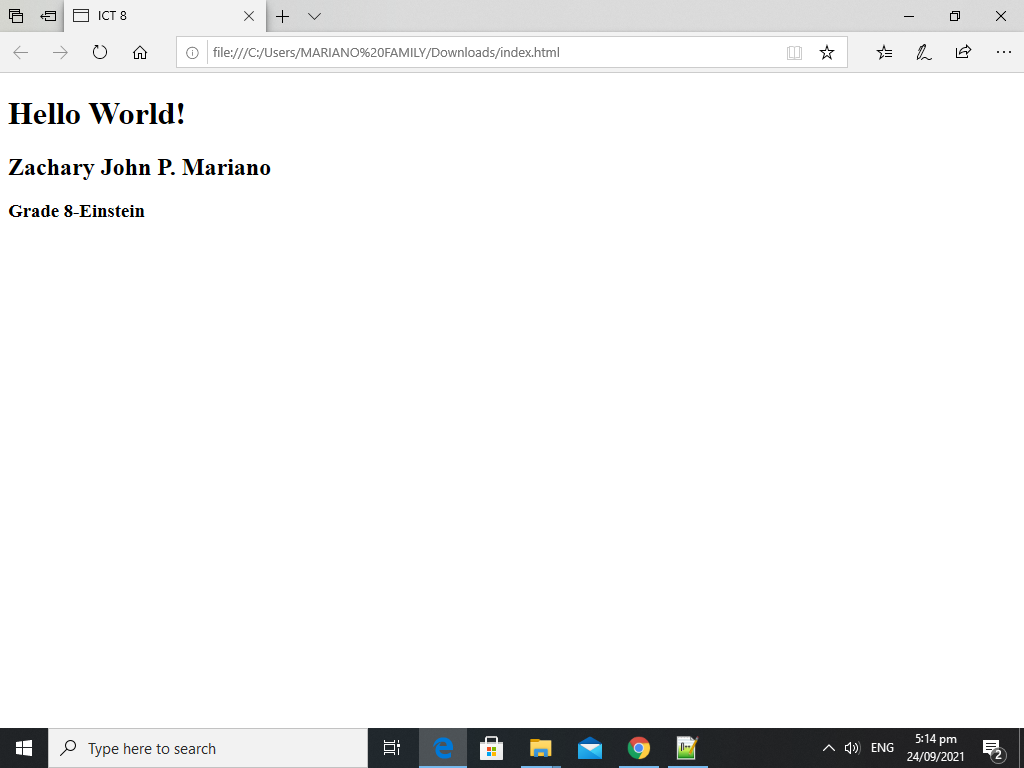 ICT 8
file:///C:/Users/MARIANO%20FAMILY/Downloads/index.html
Hello World!
Zachary John P. Mariano
Grade 8-Einstein
Type here to search
ENG
5:14 pm
24/09/2021
2